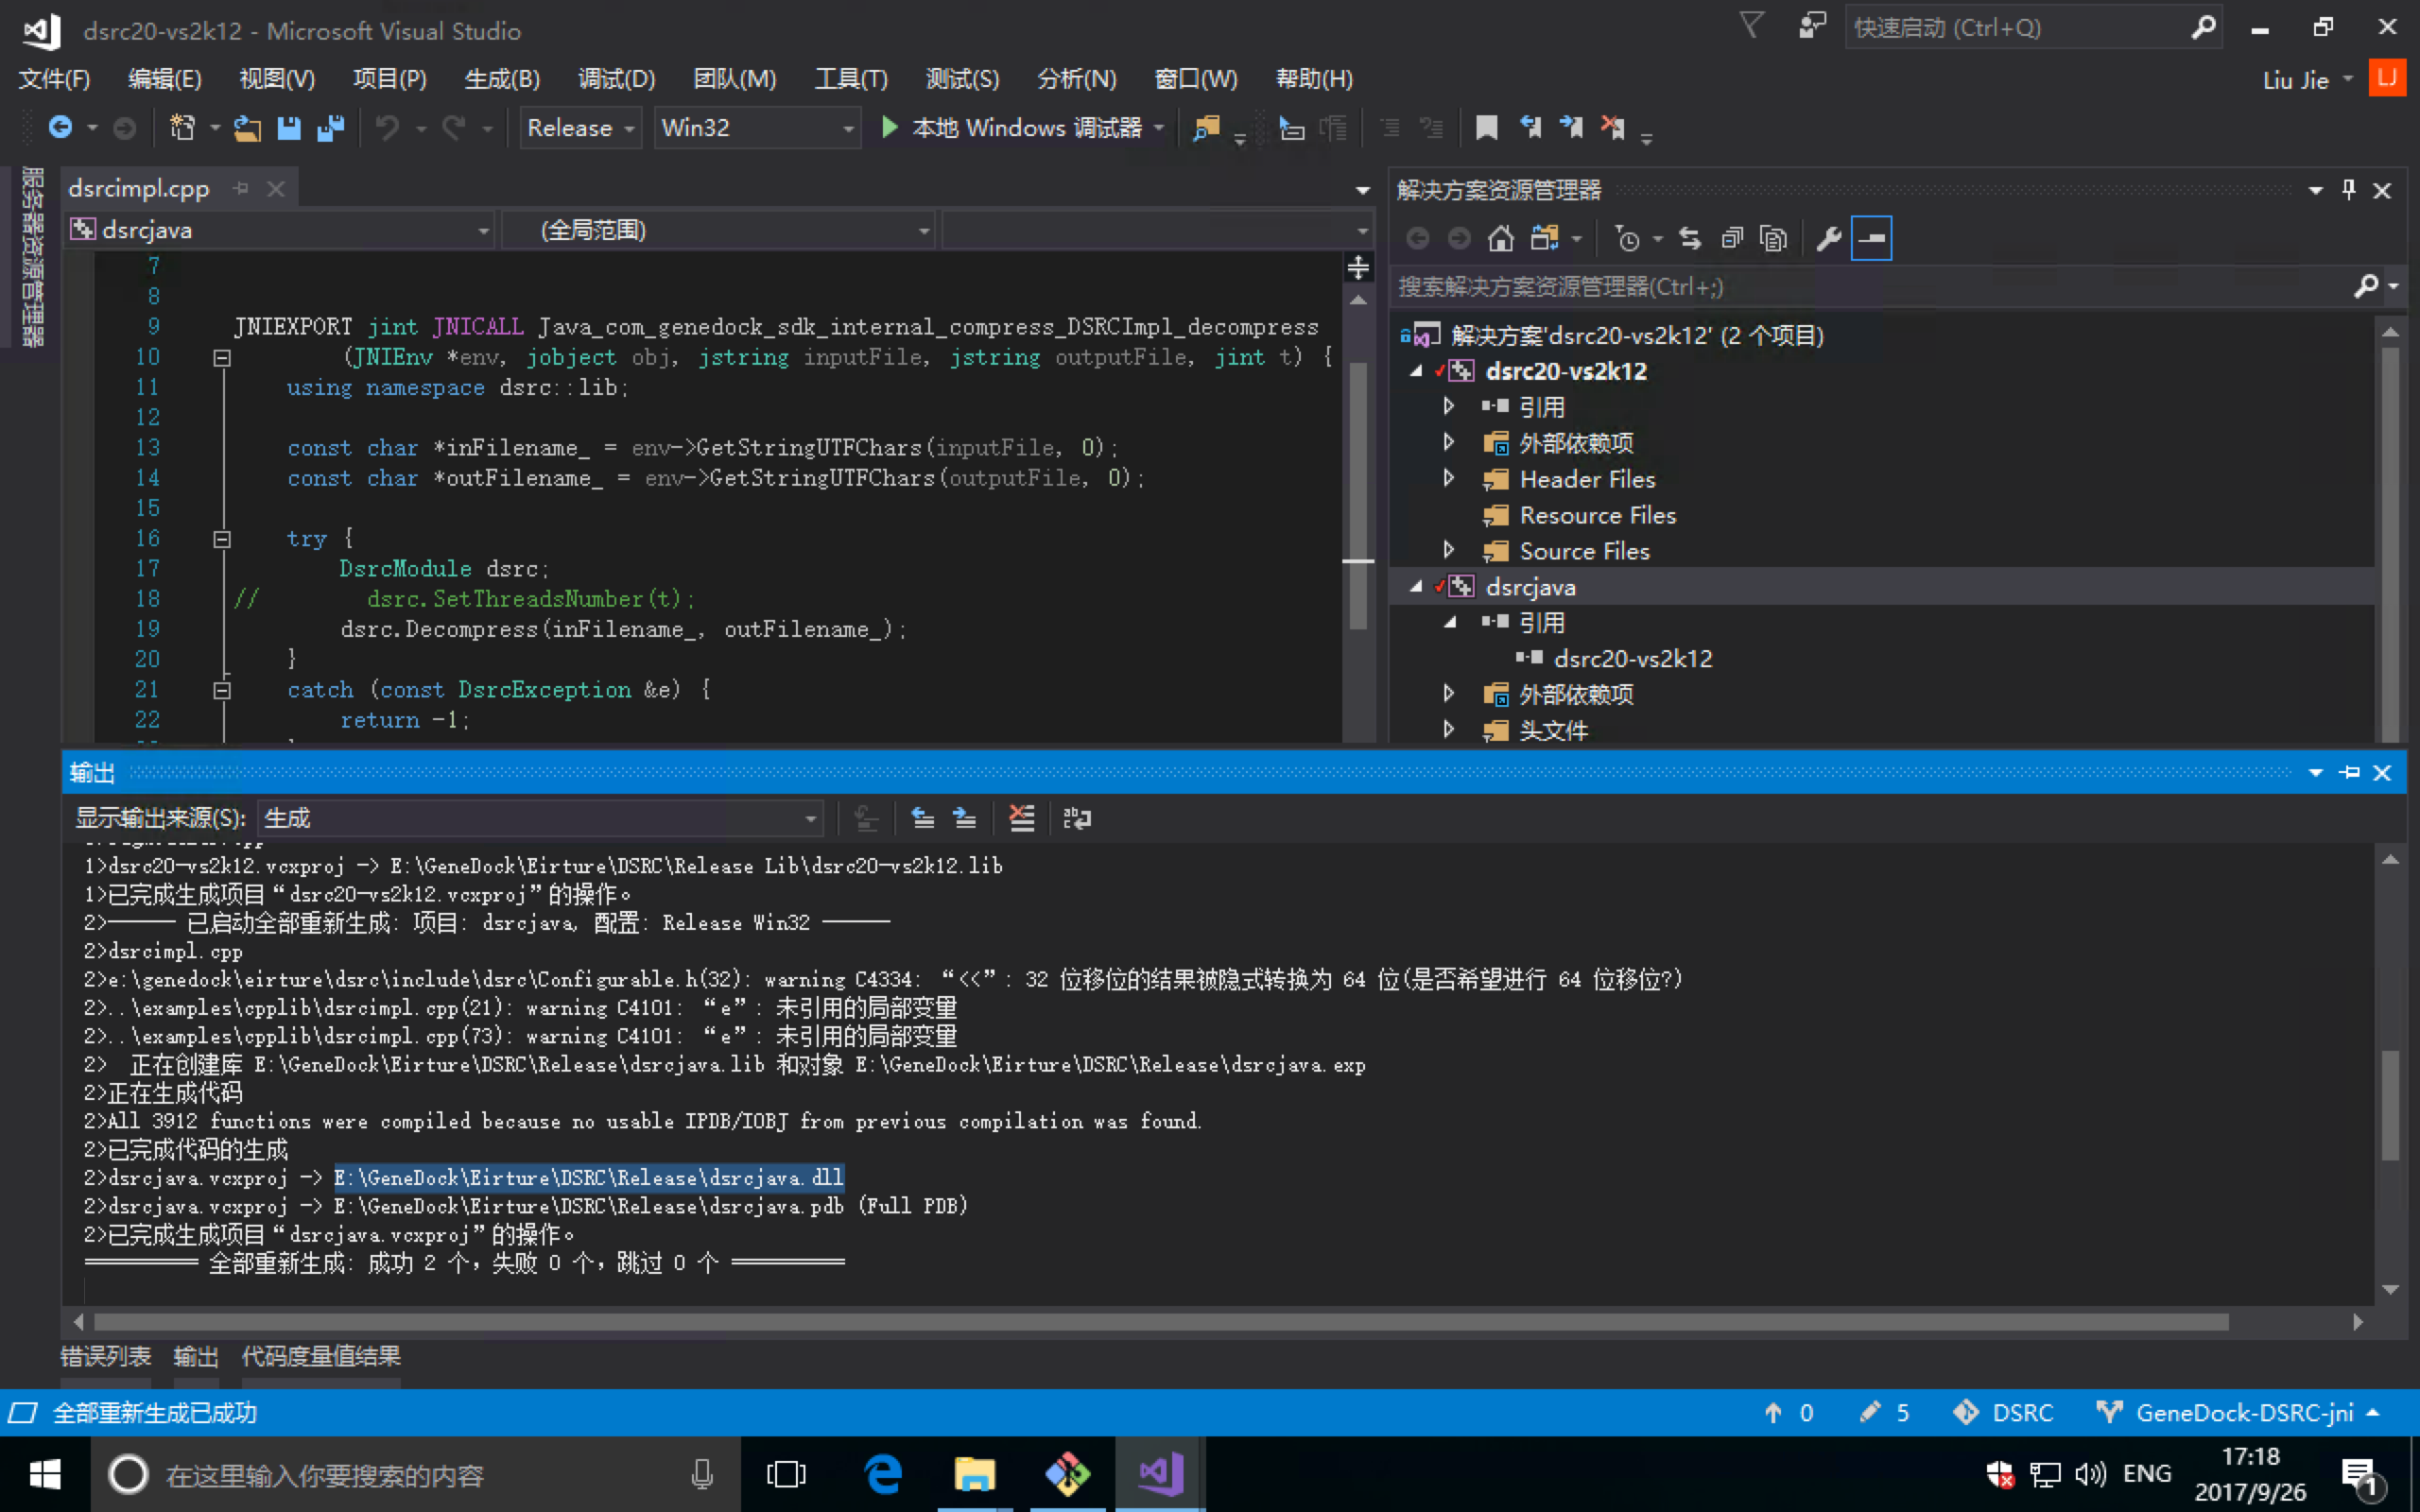 dsrc20-vs2k12 - Microsoft Visual Studio
快速启动 (Ctrl+Q)
文件(F) 编辑(E) 视图(V) 项目(P) 生成(B) 调试(D) 团队(M) 工具(T) 测试(S) 分析(N) 窗口(W) 帮助(H)
Liu Jie
LJ
Release
Win32
本地 Windows 调试器
服务器资源管理器
dsrcimpl.cpp
dsrcjava
(全局范围)
7
8
9 JNIEXPORT jint JNICALL Java_com_genedock_sdk_internal_compress_DSRCImpl_decompress
10 (JNIEnv *env, jobject obj, jstring inputFile, jstring outputFile, jint t) {
11 using namespace dsrc::lib;
12
13 const char *inFilename_ = env->GetStringUTFChars(inputFile, 0);
14 const char *outFilename_ = env->GetStringUTFChars(outputFile, 0);
15
16 try {
17 DsrcModule dsrc;
18 // dsrc.SetThreadsNumber(t);
19 dsrc.Decompress(inFilename_, outFilename_);
20 }
21 catch (const DsrcException &e) {
22 return -1;
解决方案资源管理器
搜索解决方案资源管理器(Ctrl+;)
解决方案'dsrc20-vs2k12' (2 个项目)
dsrc20-vs2k12
引用
外部依赖项
Header Files
Resource Files
Source Files
dsrcjava
引用
dsrc20-vs2k12
外部依赖项
头文件
输出
显示输出来源(S): 生成
1>dsrc20-vs2k12.vcxproj -> E:\GeneDock\Eirture\DSRC\Release Lib\dsrc20-vs2k12.lib
1>已完成生成项目“dsrc20-vs2k12.vcxproj”的操作。
2>------ 已启动全部重新生成: 项目: dsrcjava, 配置: Release Win32 ------
2>dsrcimpl.cpp
2>e:\genedock\eirture\dsrc\include\dsrc\Configurable.h(32): warning C4334: “<<”: 32 位移位的结果被隐式转换为 64 位(是否希望进行 64 位移位?)
2>..\examples\cpplib\dsrcimpl.cpp(21): warning C4101: “e”: 未引用的局部变量
2>..\examples\cpplib\dsrcimpl.cpp(73): warning C4101: “e”: 未引用的局部变量
2> 正在创建库 E:\GeneDock\Eirture\DSRC\Release\dsrcjava.lib 和对象 E:\GeneDock\Eirture\DSRC\Release\dsrcjava.exp
2>正在生成代码
2>All 3912 functions were compiled because no usable IPDB/IOBJ from previous compilation was found.
2>已完成代码的生成
2>dsrcjava.vcxproj -> E:\GeneDock\Eirture\DSRC\Release\dsrcjava.dll
2>dsrcjava.vcxproj -> E:\GeneDock\Eirture\DSRC\Release\dsrcjava.pdb (Full PDB)
2>已完成生成项目“dsrcjava.vcxproj”的操作。
========== 全部重新生成: 成功 2 个，失败 0 个，跳过 0 个 ==========
错误列表 输出 代码度量值结果
全部重新生成已成功
0
5
DSRC
GeneDock-DSRC-jni
在这里输入你要搜索的内容
ENG
17:18
2017/9/26
1